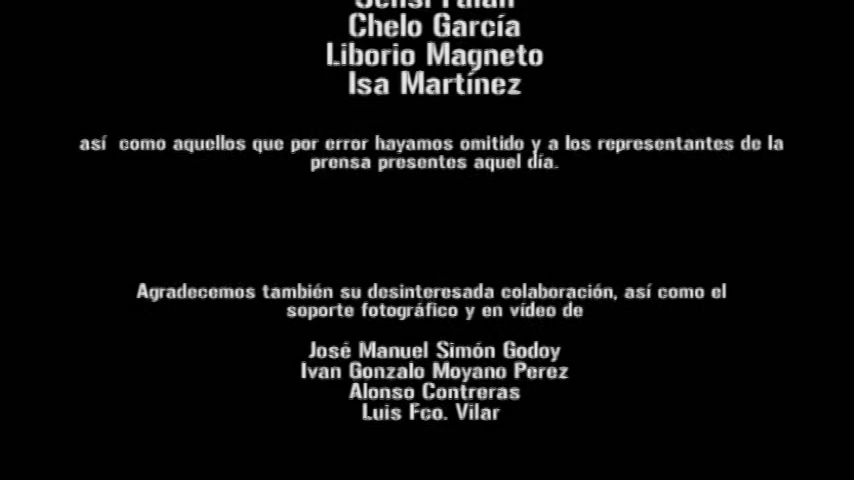 Chelo García
Liborio Magneto
Isa Martínez
así como aquellos que por error hayamos omitido y a los representantes de la
prensa presentes aquel día.
Agradecemos también su desinteresada colaboración, así como el
soporte fotográfico y en vídeo de
José Manuel Simón Godoy
Ivan Gonzalo Moyano Perez
Alonso Contreras
Luis Fco. Vilar